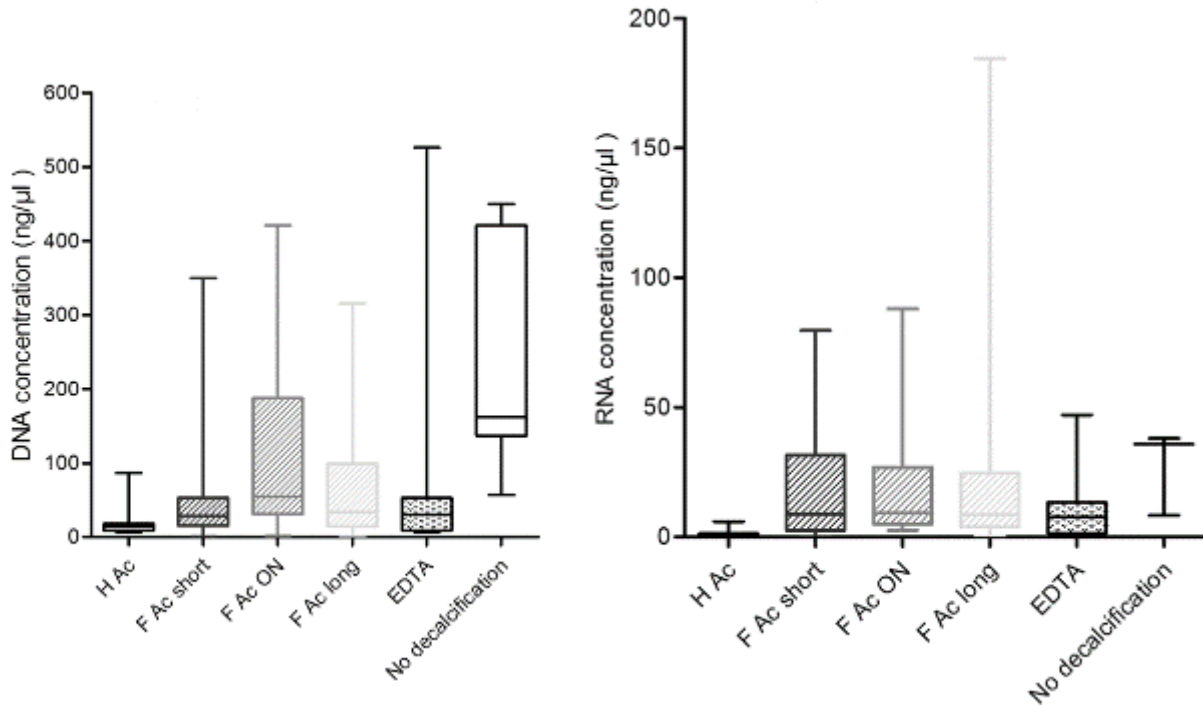 DNA concentration (ng/µl )
600
500
400
300
200
100
0
H Ac
F Ac short
F Ac ON
F Ac long
EDTA
No decalcification
RNA concentration (ng/µl )
200
150
100
50
0
H Ac
F Ac short
F Ac ON
F Ac long
EDTA
No decalcification